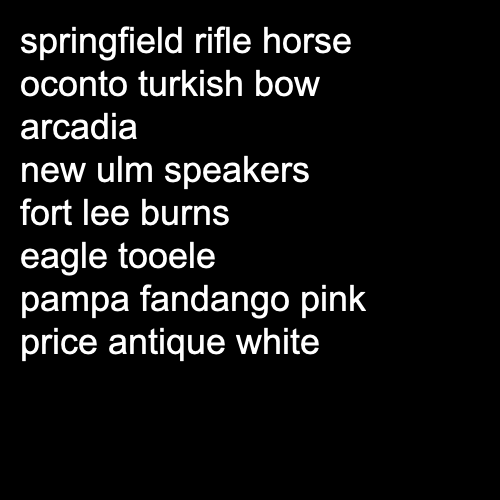 springfield rifle horse
oconto turkish bow
arcadia
new ulm speakers
fort lee burns
eagle tooele
pampa fandango pink
price antique white